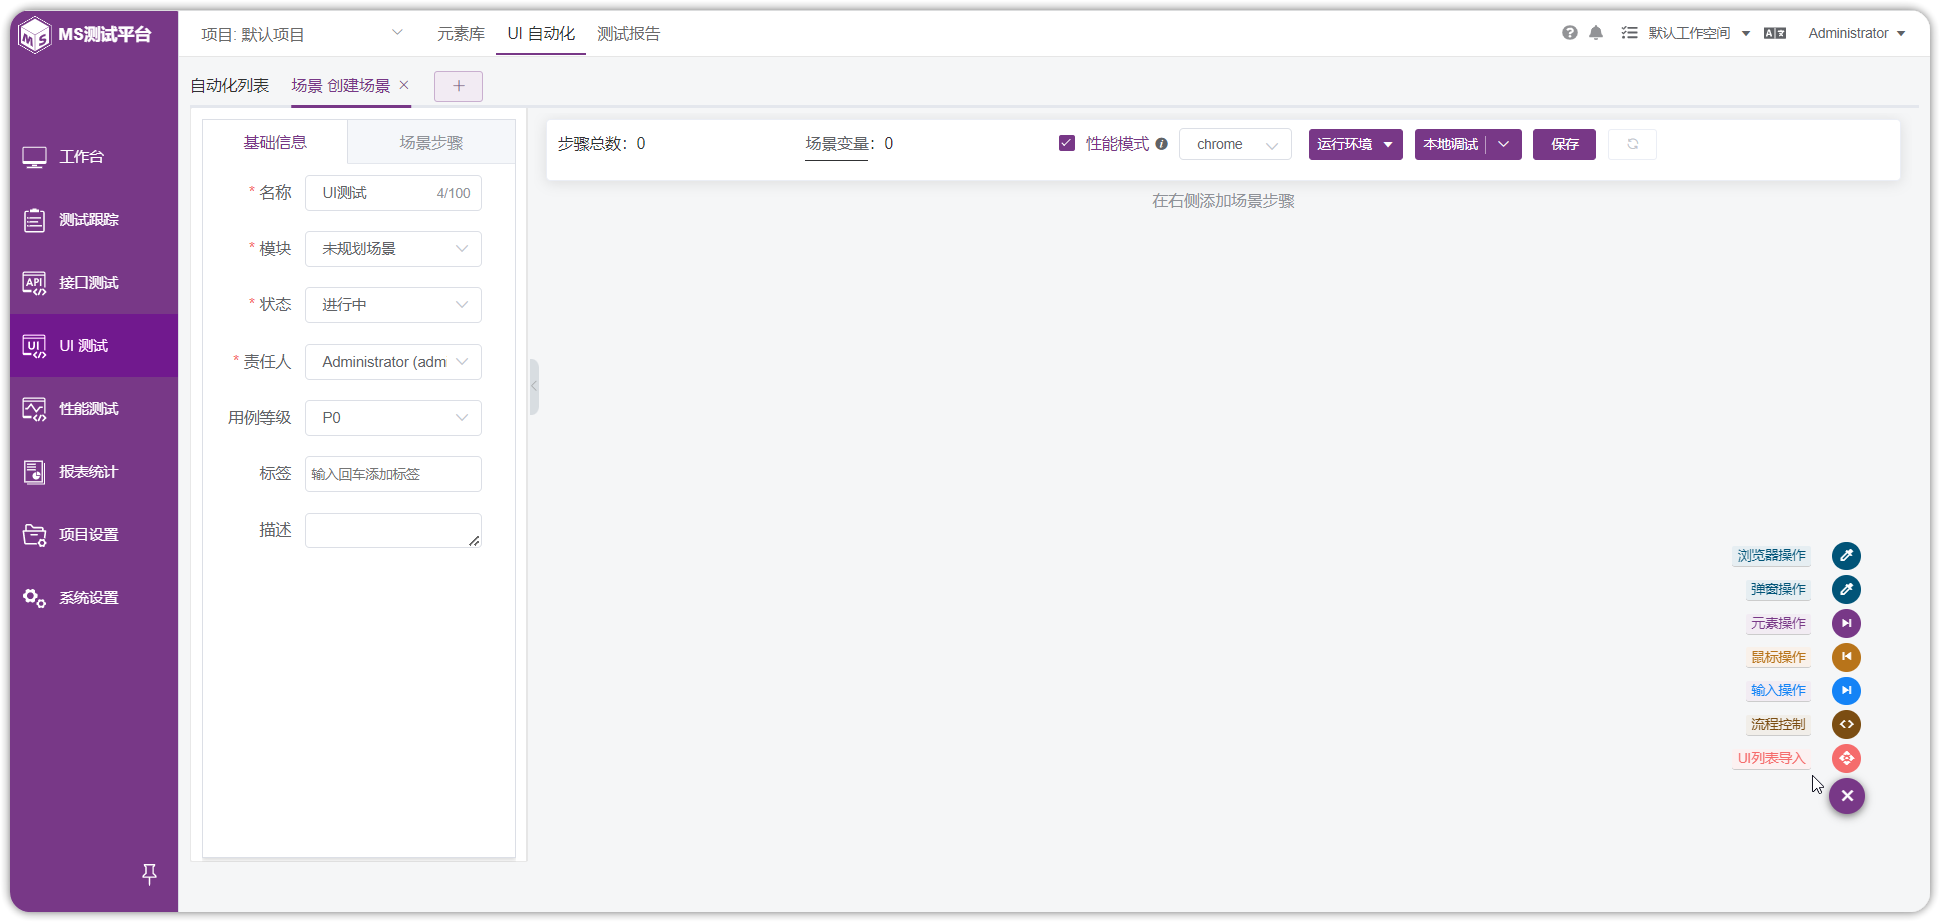 MS测试平台
项目: 默认项目
元素库
UI 自动化
测试报告
默认工作空间
Administrator
自动化列表
场景 创建场景
工作台
测试跟踪
接口测试
UI 测试
性能测试
报表统计
项目设置
系统设置
基础信息
场景步骤
* 名称 UI测试 4/100
* 模块 未规划场景
* 状态 进行中
* 责任人 Administrator (adm
用例等级 P0
标签 输入回车添加标签
描述
步骤总数：0
场景变量：0
性能模式
chrome
运行环境
本地调试
保存
在右侧添加场景步骤
浏览器操作
弹窗操作
元素操作
鼠标操作
输入操作
流程控制
UI列表导入